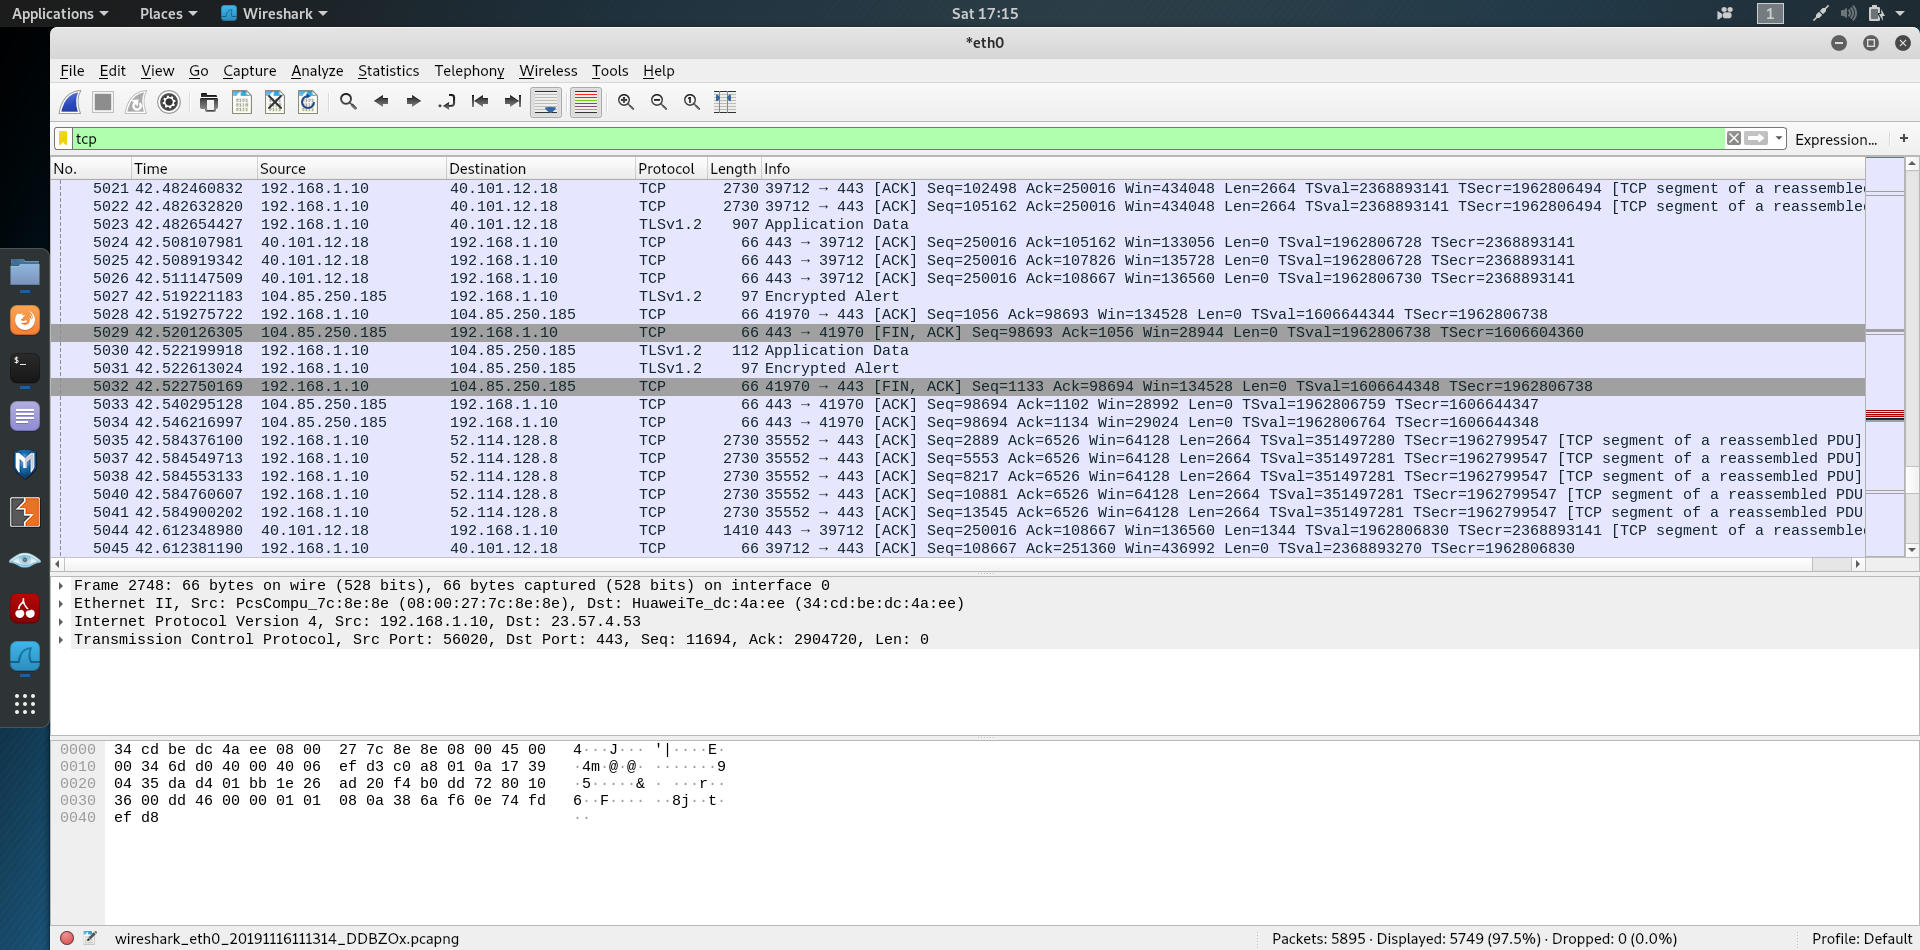 Applications Places Wireshark Sat 17:15 1
*eth0
File Edit View Go Capture Analyze Statistics Telephony Wireless Tools Help
tcp Expression... +
No. Time Source Destination Protocol Length Info
5021 42.482460832 192.168.1.10 40.101.12.18 TCP 2730 39712 → 443 [ACK] Seq=102498 Ack=250016 Win=434048 Len=2664 TSval=2368893141 TSecr=1962806494 [TCP segment of a reassemble
5022 42.482632820 192.168.1.10 40.101.12.18 TCP 2730 39712 → 443 [ACK] Seq=105162 Ack=250016 Win=434048 Len=2664 TSval=2368893141 TSecr=1962806494 [TCP segment of a reassemble
5023 42.482654427 192.168.1.10 40.101.12.18 TLSv1.2 907 Application Data
5024 42.508107981 40.101.12.18 192.168.1.10 TCP 66 443 → 39712 [ACK] Seq=250016 Ack=105162 Win=133056 Len=0 TSval=1962806728 TSecr=2368893141
5025 42.508919342 40.101.12.18 192.168.1.10 TCP 66 443 → 39712 [ACK] Seq=250016 Ack=107826 Win=135728 Len=0 TSval=1962806728 TSecr=2368893141
5026 42.511147509 40.101.12.18 192.168.1.10 TCP 66 443 → 39712 [ACK] Seq=250016 Ack=108667 Win=136560 Len=0 TSval=1962806730 TSecr=2368893141
5027 42.519221183 104.85.250.185 192.168.1.10 TLSv1.2 97 Encrypted Alert
5028 42.519275722 192.168.1.10 104.85.250.185 TCP 66 41970 → 443 [ACK] Seq=1056 Ack=98693 Win=134528 Len=0 TSval=1606644344 TSecr=1962806738
5029 42.520126305 104.85.250.185 192.168.1.10 TCP 66 443 → 41970 [FIN, ACK] Seq=98693 Ack=1056 Win=28944 Len=0 TSval=1962806738 TSecr=1606604360
5030 42.522199918 192.168.1.10 104.85.250.185 TLSv1.2 112 Application Data
5031 42.522613024 192.168.1.10 104.85.250.185 TLSv1.2 97 Encrypted Alert
5032 42.522750169 192.168.1.10 104.85.250.185 TCP 66 41970 → 443 [FIN, ACK] Seq=1133 Ack=98694 Win=134528 Len=0 TSval=1606644348 TSecr=1962806738
5033 42.540295128 104.85.250.185 192.168.1.10 TCP 66 443 → 41970 [ACK] Seq=98694 Ack=1102 Win=28992 Len=0 TSval=1962806759 TSecr=1606644347
5034 42.546216997 104.85.250.185 192.168.1.10 TCP 66 443 → 41970 [ACK] Seq=98694 Ack=1134 Win=29024 Len=0 TSval=1962806764 TSecr=1606644348
5035 42.584376100 192.168.1.10 52.114.128.8 TCP 2730 35552 → 443 [ACK] Seq=2889 Ack=6526 Win=64128 Len=2664 TSval=351497280 TSecr=1962799547 [TCP segment of a reassembled PDU]
5037 42.584549713 192.168.1.10 52.114.128.8 TCP 2730 35552 → 443 [ACK] Seq=5553 Ack=6526 Win=64128 Len=2664 TSval=351497281 TSecr=1962799547 [TCP segment of a reassembled PDU]
5038 42.584553133 192.168.1.10 52.114.128.8 TCP 2730 35552 → 443 [ACK] Seq=8217 Ack=6526 Win=64128 Len=2664 TSval=351497281 TSecr=1962799547 [TCP segment of a reassembled PDU]
5040 42.584760607 192.168.1.10 52.114.128.8 TCP 2730 35552 → 443 [ACK] Seq=10881 Ack=6526 Win=64128 Len=2664 TSval=351497281 TSecr=1962799547 [TCP segment of a reassembled PDU
5041 42.584900202 192.168.1.10 52.114.128.8 TCP 2730 35552 → 443 [ACK] Seq=13545 Ack=6526 Win=64128 Len=2664 TSval=351497281 TSecr=1962799547 [TCP segment of a reassembled PDU
5044 42.612348980 40.101.12.18 192.168.1.10 TCP 1410 443 → 39712 [ACK] Seq=250016 Ack=108667 Win=136560 Len=1344 TSval=1962806830 TSecr=2368893141 [TCP segment of a reassemble
5045 42.612381190 192.168.1.10 40.101.12.18 TCP 66 39712 → 443 [ACK] Seq=108667 Ack=251360 Win=436992 Len=0 TSval=2368893270 TSecr=1962806830
Frame 2748: 66 bytes on wire (528 bits), 66 bytes captured (528 bits) on interface 0
Ethernet II, Src: PcsCompu_7c:8e:8e (08:00:27:7c:8e:8e), Dst: HuaweiTe_dc:4a:ee (34:cd:be:dc:4a:ee)
Internet Protocol Version 4, Src: 192.168.1.10, Dst: 23.57.4.53
Transmission Control Protocol, Src Port: 56020, Dst Port: 443, Seq: 11694, Ack: 2904720, Len: 0
0000 34 cd be dc 4a ee 08 00 27 7c 8e 8e 08 00 45 00 4···J··· '|····E·
0010 00 34 6d d0 40 00 40 06 ef d3 c0 a8 01 0a 17 39 ·4m·@·@· ·······9
0020 04 35 da d4 01 bb 1e 26 ad 20 f4 b0 dd 72 80 10 ·5·····& · ···r··
0030 36 00 dd 46 00 00 01 01 08 0a 38 6a f6 0e 74 fd 6··F···· ··8j··t·
0040 ef d8 ··
wireshark_eth0_20191116111314_DDBZOx.pcapng Packets: 5895 · Displayed: 5749 (97.5%) · Dropped: 0 (0.0%) Profile: Default